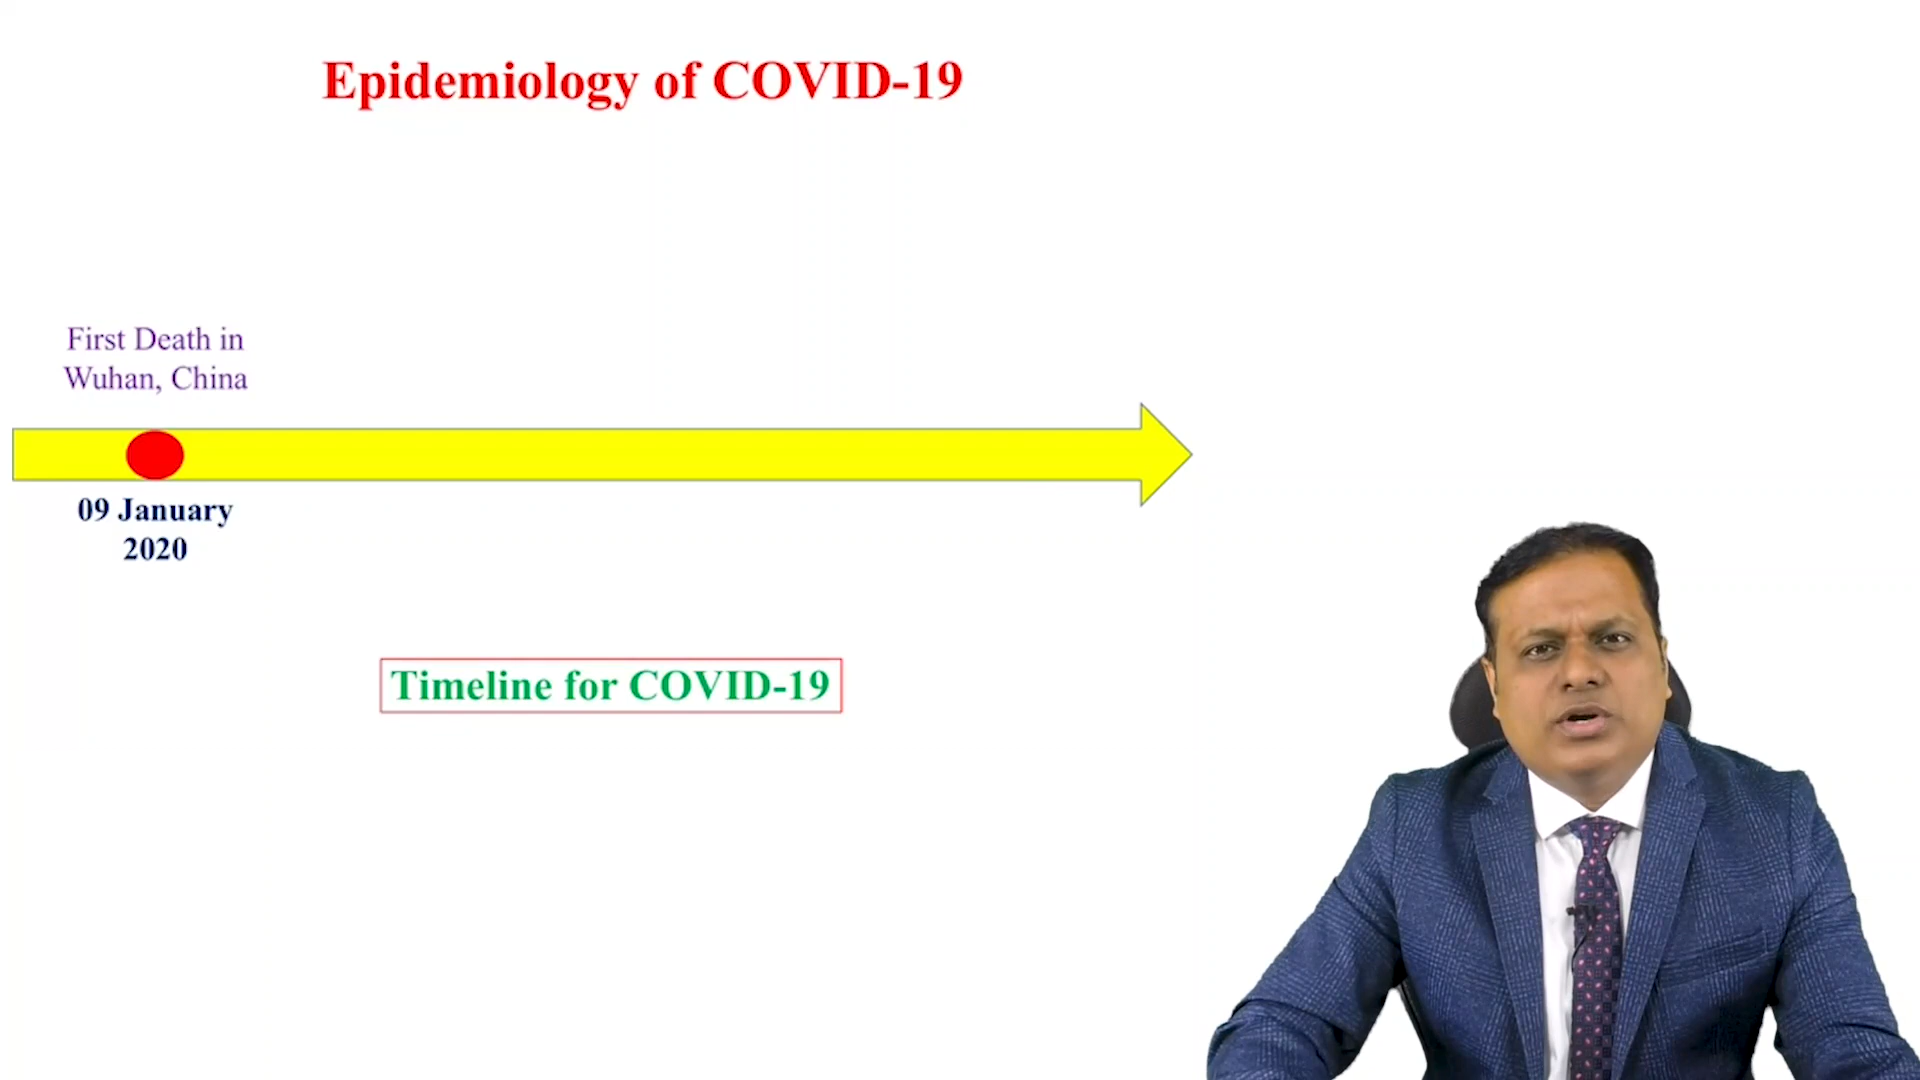 Epidemiology of COVID-19
First Death in
Wuhan, China
09 January
2020
Timeline for COVID-19